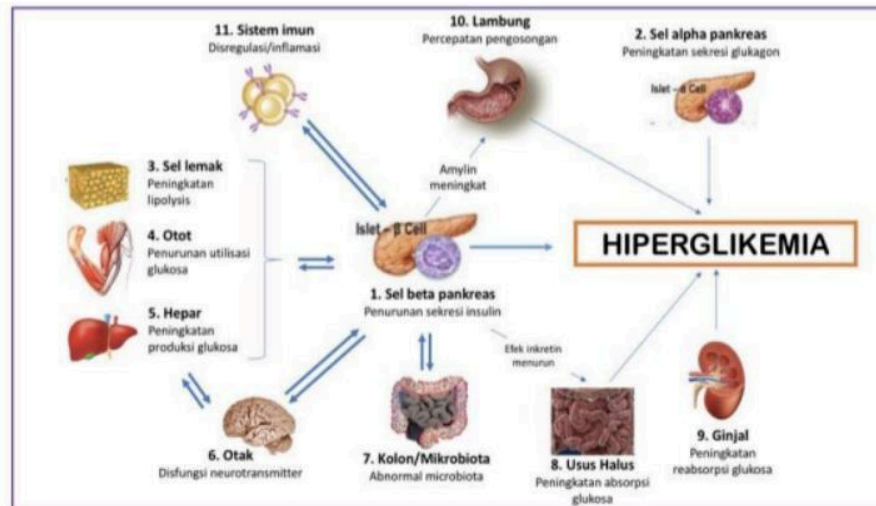 11. Sistem imun
Disregulasi/inflamasi
10. Lambung
Percepatan pengosongan
2. Sel alpha pankreas
Peningkatan sekresi glukagon
Islet – β Cell
3. Sel lemak
Peningkatan
lipolysis
Amylin
meningkat
4. Otot
Penurunan utilisasi
glukosa
Islet – β Cell
HIPERGLIKEMIA
1. Sel beta pankreas
Penurunan sekresi insulin
5. Hepar
Peningkatan
produksi glukosa
Efek inkretin
menurun
6. Otak
Disfungsi neurotransmitter
7. Kolon/Mikrobiota
Abnormal microbiota
8. Usus Halus
Peningkatan absorpsi
glukosa
9. Ginjal
Peningkatan
reabsorpsi glukosa